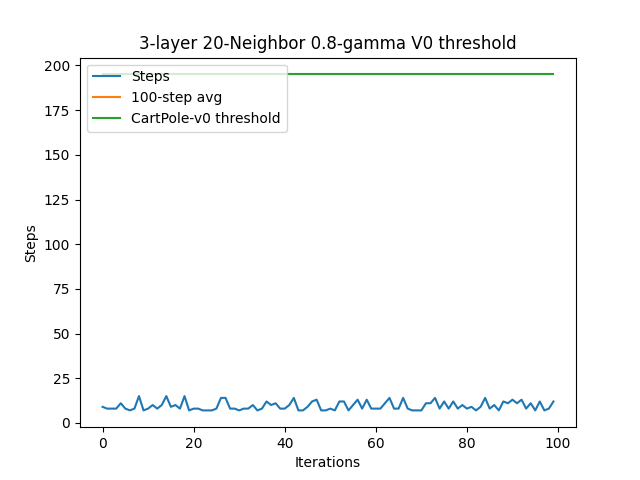 3-layer 20-Neighbor 0.8-gamma V0 threshold
200
175
150
125
100
75
50
25
0
Steps
Steps
100-step avg
CartPole-v0 threshold
0
20
40
60
80
100
Iterations